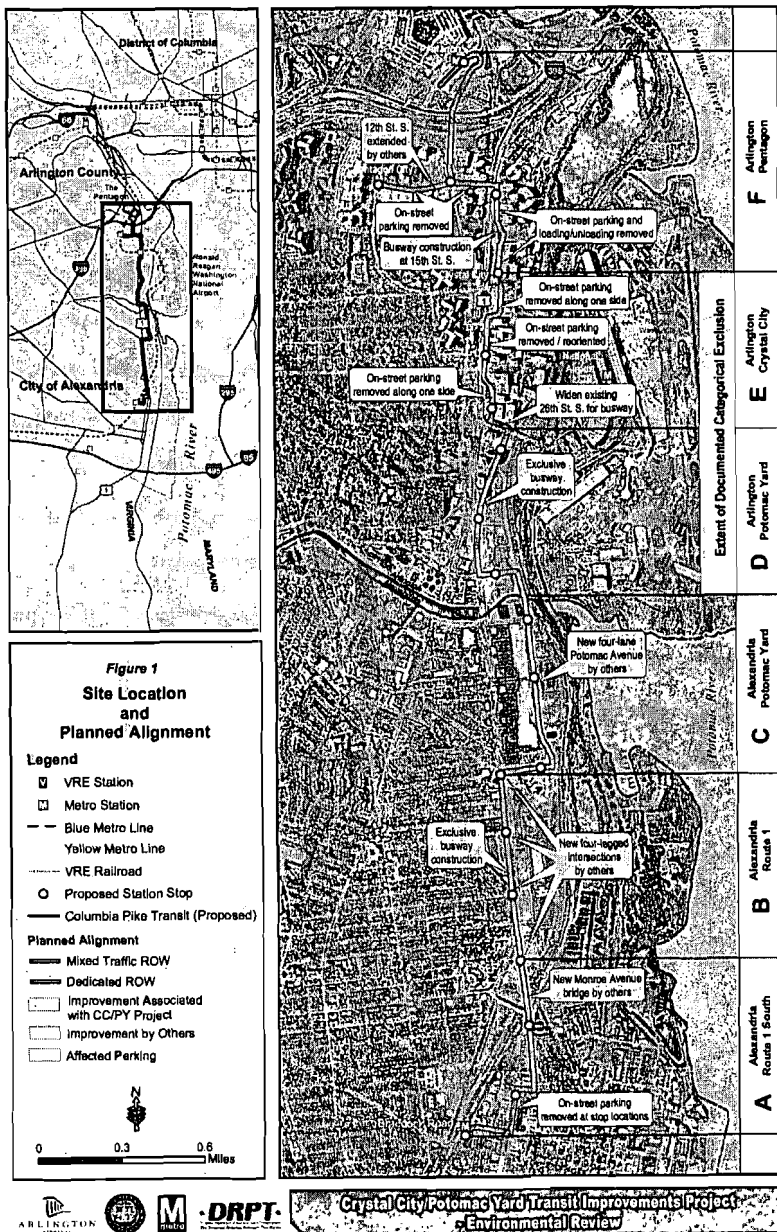 District of Columbia
Arlington County
The
Pentagon
Ronald
Reagan
Washington
National
Airport
City of Alexandria
Potomac River
VIRGINIA
MARYLAND
Figure 1
Site Location
and
Planned Alignment
Legend
VRE Station
M Metro Station
Blue Metro Line
Yellow Metro Line
VRE Railroad
Proposed Station Stop
Columbia Pike Transit (Proposed)
Planned Alignment
Mixed Traffic ROW
Dedicated ROW
Improvement Associated
with CC/PY Project
Improvement by Others
Affected Parking
N
0 0.3 0.6
Miles
Potomac River
12th St. S.
extended
by others
On-street
parking removed
On-street parking and
loading/unloading removed
Busway construction
at 15th St. S.
On-street parking
removed along one side
On-street parking
removed / reoriented
On-street parking
removed along one side
Widen existing
26th St. S. for busway
Exclusive
busway
construction
New four-lane
Potomac Avenue
by others
Potomac River
Exclusive
busway
construction
New four-legged
intersections
by others
New Monroe Avenue
bridge by others
On-street parking
removed at stop locations
Extent of Documented Categorical Exclusion
Arlington
Pentagon
F
Arlington
Crystal City
E
Arlington
Potomac Yard
D
Alexandria
Potomac Yard
C
Alexandria
Route 1
B
Alexandria
Route 1 South
A
ARLINGTON
M
metro
DRPT
Crystal City/Potomac Yard Transit Improvements Project
- Environmental Review